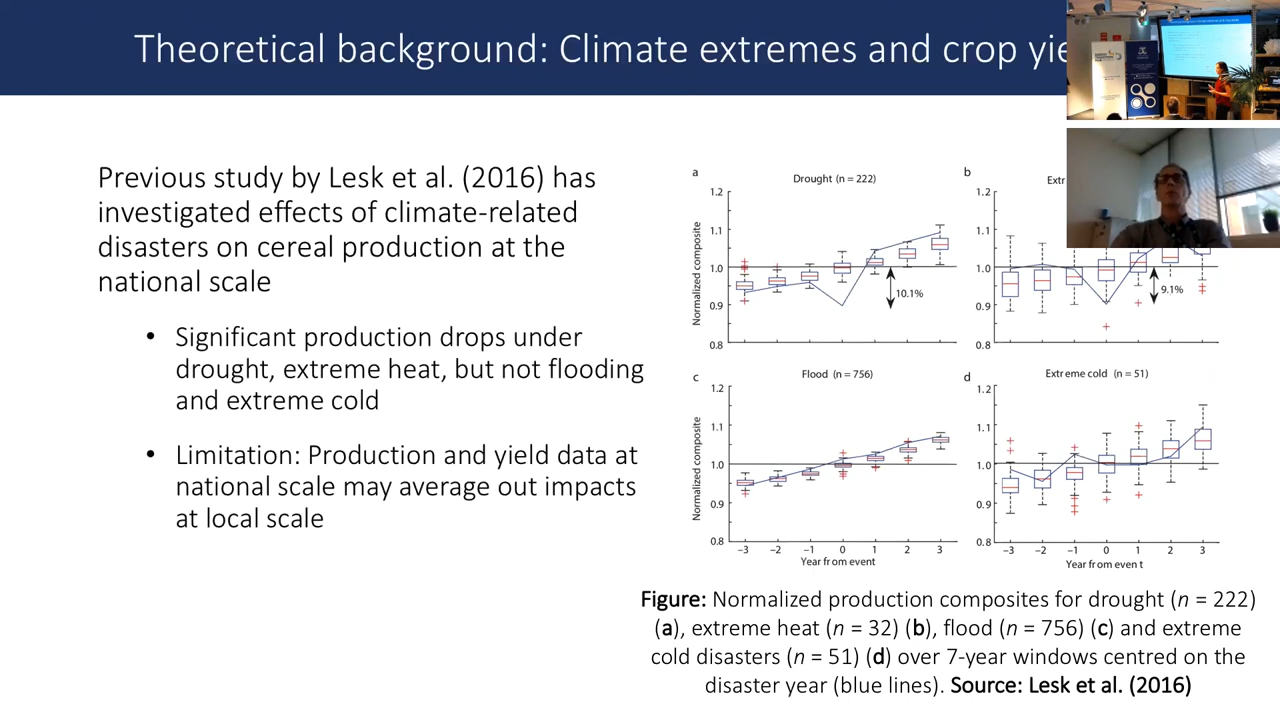 Theoretical background: Climate extremes and crop
Previous study by Lesk et al. (2016) has
investigated effects of climate-related
disasters on cereal production at the
national scale
• Significant production drops under
drought, extreme heat, but not flooding
and extreme cold
• Limitation: Production and yield data at
national scale may average out impacts
at local scale
a
Drought (n = 222)
Normalized composite
1.2
1.1
1.0
0.9
0.8
10.1%
b
1.2
1.1
1.0
0.9
0.8
9.1%
c
Flood (n = 756)
Normalized composite
1.2
1.1
1.0
0.9
0.8
−3 −2 −1 0 1 2 3
Year from event
d
Extreme cold (n = 51)
1.2
1.1
1.0
0.9
0.8
−3 −2 −1 0 1 2 3
Year from event
Figure: Normalized production composites for drought (n = 222)
(a), extreme heat (n = 32) (b), flood (n = 756) (c) and extreme
cold disasters (n = 51) (d) over 7-year windows centred on the
disaster year (blue lines). Source: Lesk et al. (2016)